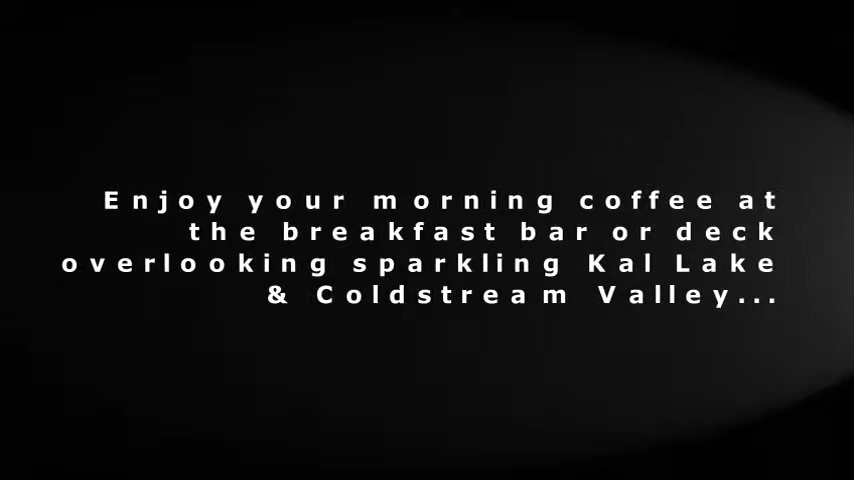 Enjoy your morning coffee at
the breakfast bar or deck
overlooking sparkling Kal Lake
& Coldstream Valley...